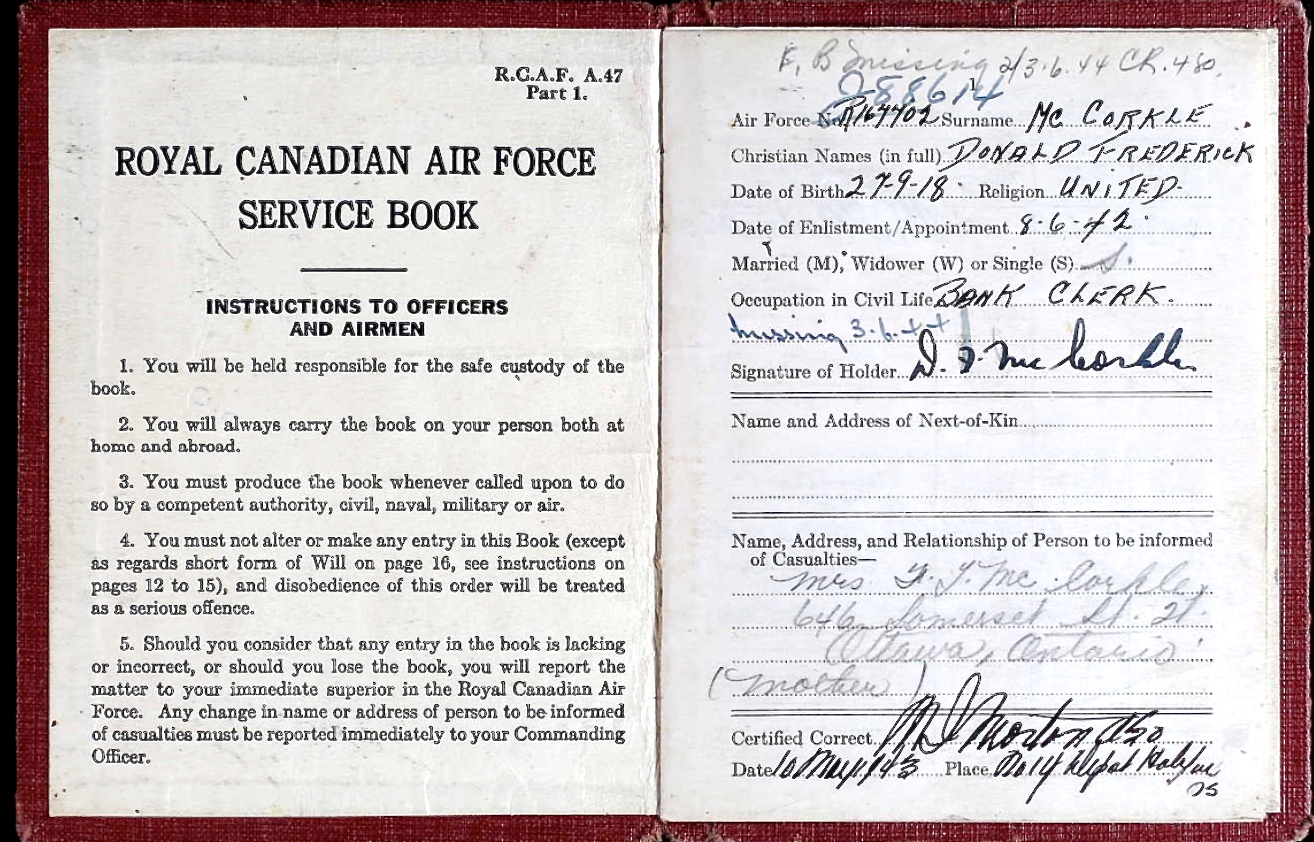 R.C.A.F. A.47
Part 1.
ROYAL CANADIAN AIR FORCE
SERVICE BOOK
INSTRUCTIONS TO OFFICERS
AND AIRMEN
1. You will be held responsible for the safe custody of the
book.
2. You will always carry the book on your person both at
home and abroad.
3. You must produce the book whenever called upon to do
so by a competent authority, civil, naval, military or air.
4. You must not alter or make any entry in this Book (except
as regards short form of Will on page 16, see instructions on
pages 12 to 15), and disobedience of this order will be treated
as a serious offence.
5. Should you consider that any entry in the book is lacking
or incorrect, or should you lose the book, you will report the
matter to your immediate superior in the Royal Canadian Air
Force. Any change in name or address of person to be informed
of casualties must be reported immediately to your Commanding
Officer.
B missing 2/3.6.44 CR.480.
1
J-88614
Air Force No. R164402 Surname Mc CORKLE
Christian Names (in full) DONALD FREDERICK
Date of Birth 27-9-18 Religion UNITED
Date of Enlistment/Appointment 8-6-42
Married (M), Widower (W) or Single (S) S.
Occupation in Civil Life BANK CLERK.
missing 3-6-44
Signature of Holder D. F McCorkle
Name and Address of Next-of-Kin
Name, Address, and Relationship of Person to be informed
of Casualties—
Mrs McCorkle,
646 Somerset St. W.
Ottawa, Ontario
(Mother)
Certified Correct Morton
Date 10 May/43 Place Depot Halifax
NS